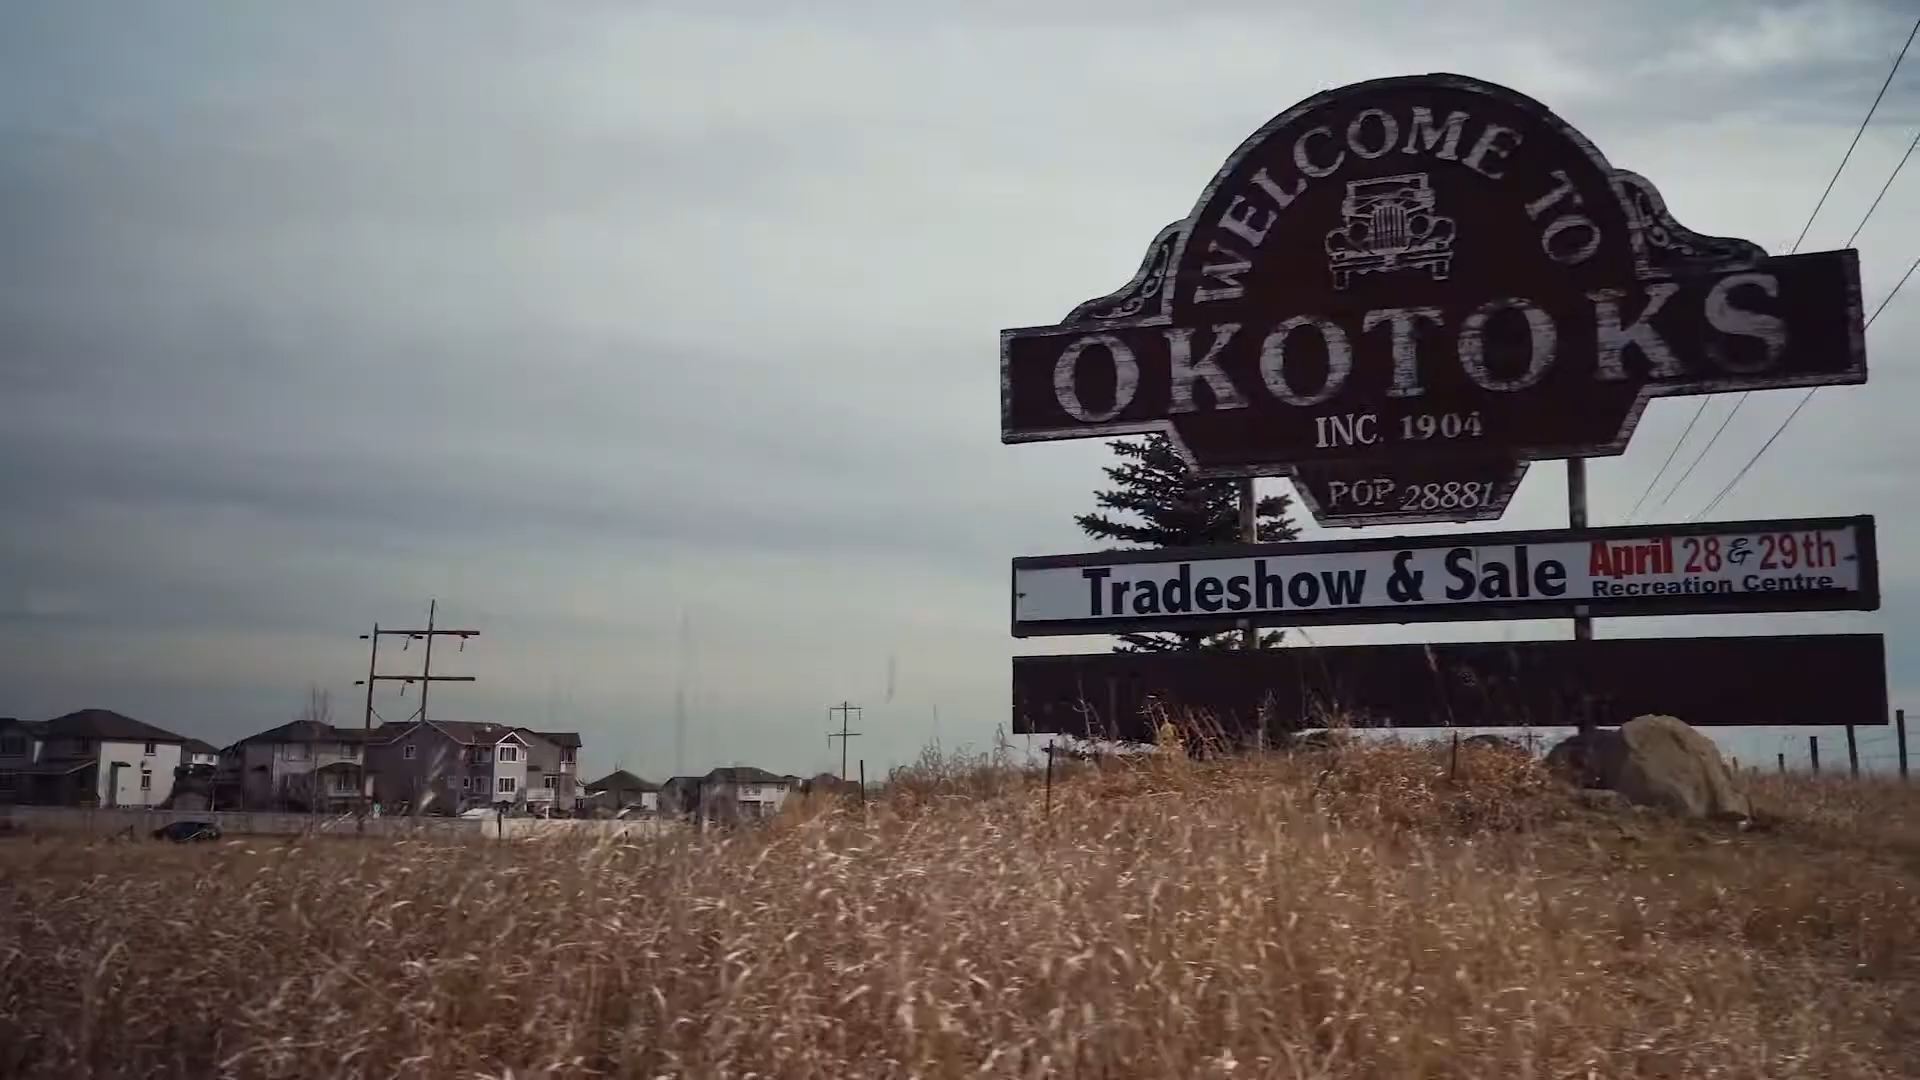 WELCOME TO
OKOTOKS
INC. 1904
POP 28881
Tradeshow & Sale April 28 & 29th
Recreation Centre